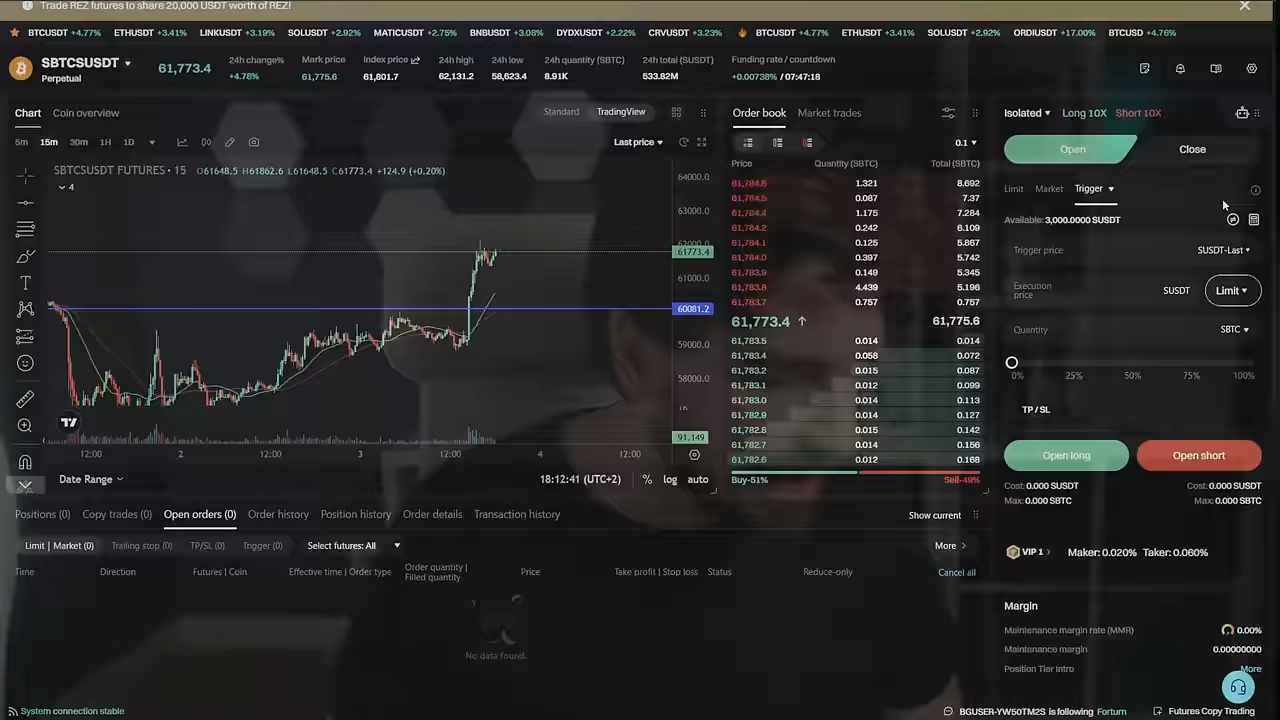 Trade REZ futures to share 20,000 USDT worth of REZ!
BTCUSDT +4.77% ETHUSDT +3.41% LINKUSDT +3.19% SOLUSDT +2.92% MATICUSDT +2.75% BNBUSDT +3.08% DYDXUSDT +2.22% CRVUSDT +3.23% BTCUSDT +4.77% ETHUSDT +3.41% SOLUSDT +2.92% ORDIUSDT +17.00% BTCUSD +4.76%
SBTCSUSDT
Perpetual
61,773.4
24h change% Mark price Index price 24h high 24h low 24h quantity (SBTC) 24h total (SUSDT) Funding rate / countdown
+4.78% 61,775.6 61,801.7 62,131.2 58,623.4 8.91K 533.82M +0.00738% / 07:47:18
Chart Coin overview Standard TradingView
5m 15m 30m 1H 1D Last price
SBTCSUSDT FUTURES · 15 O61648.5 H61862.6 L61648.5 C61773.4 +124.9 (+0.20%)
4
64000.0
63000.0
62000.0
61773.4
61000.0
60081.2
59000.0
58000.0
1K
91.149
12:00 2 12:00 3 12:00 4 12:00
Date Range 18:12:41 (UTC+2) % log auto
Order book Market trades
0.1
Price Quantity (SBTC) Total (SBTC)
61,784.6 1.321 8.692
61,784.5 0.087 7.37
61,784.4 1.175 7.284
61,784.2 0.242 6.109
61,784.1 0.125 5.867
61,784.0 0.397 5.742
61,783.9 0.149 5.345
61,783.8 4.439 5.196
61,783.7 0.757 0.757
61,773.4 61,775.6
61,783.5 0.014 0.014
61,783.4 0.058 0.072
61,783.2 0.015 0.087
61,783.1 0.012 0.099
61,783.0 0.014 0.113
61,782.9 0.014 0.127
61,782.8 0.015 0.142
61,782.7 0.014 0.156
61,782.6 0.012 0.168
Buy-51% Sell-49%
Isolated Long 10X Short 10X
Open Close
Limit Market Trigger
Available: 3,000.0000 SUSDT
Trigger price SUSDT-Last
Execution price SUSDT Limit
Quantity SBTC
0% 25% 50% 75% 100%
TP / SL
Open long Open short
Cost: 0.000 SUSDT Cost: 0.000 SUSDT
Max: 0.000 SBTC Max: 0.000 SBTC
VIP 1 Maker: 0.020% Taker: 0.060%
Margin
Maintenance margin rate (MMR) 0.00%
Maintenance margin 0.00000000
Position Tier Intro More
Positions (0) Copy trades (0) Open orders (0) Order history Position history Order details Transaction history Show current
Limit | Market (0) Trailing stop (0) TP/SL (0) Trigger (0) Select futures: All More
Time Direction Futures | Coin Effective time | Order type Order quantity | Filled quantity Price Take profit | Stop loss Status Reduce-only Cancel all
No data found.
System connection stable BGUSER-YW50TM2S is following Forturn Futures Copy Trading